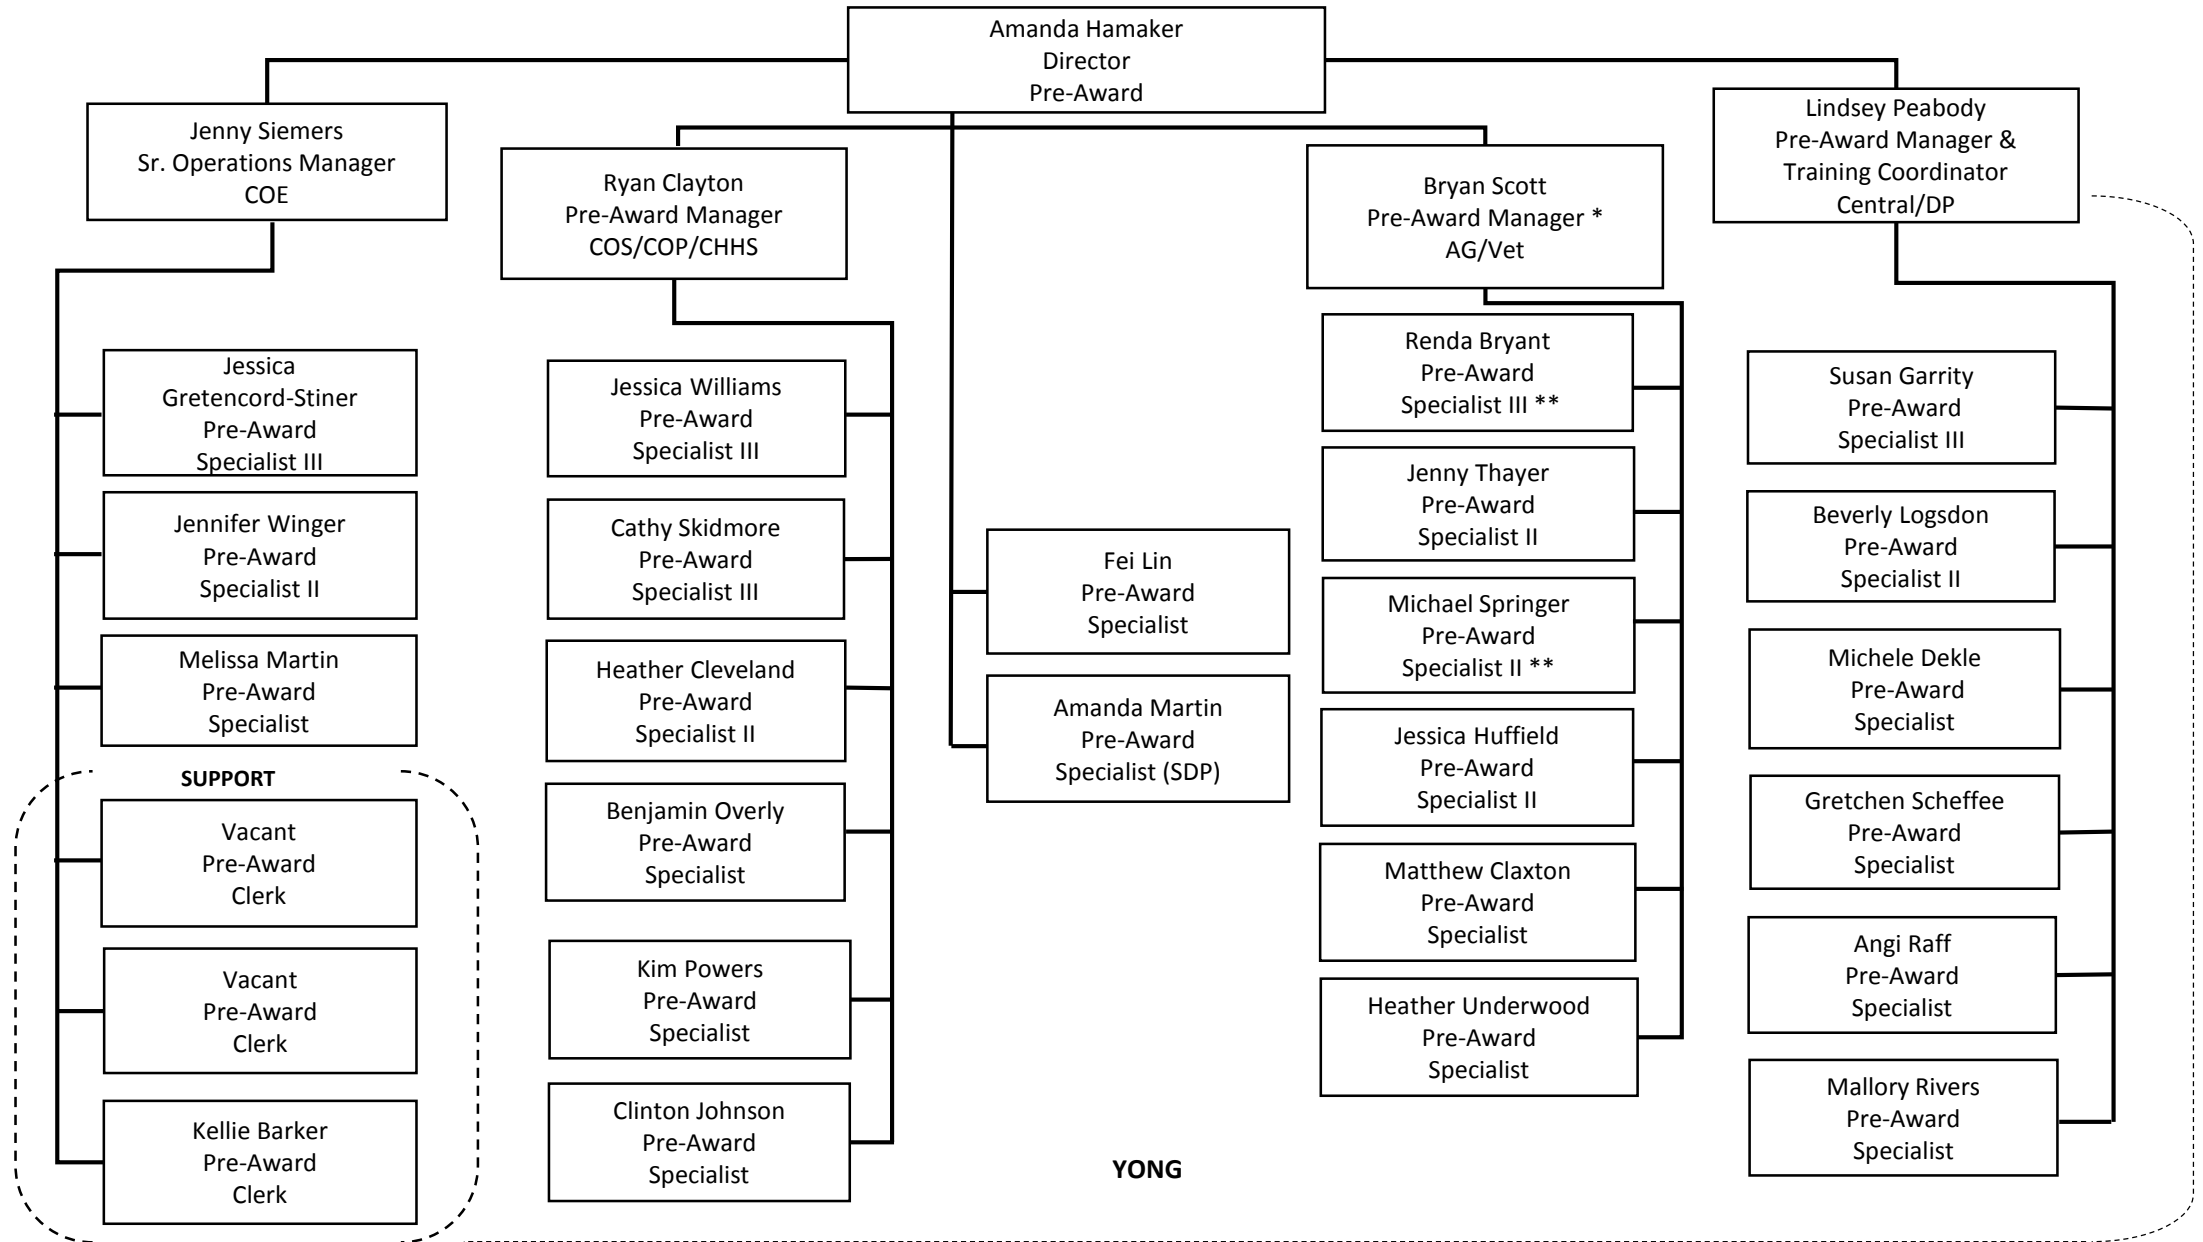 Amanda Hamaker
Director
Pre-Award
Jenny Siemers
Sr. Operations Manager
COE
Ryan Clayton
Pre-Award Manager
COS/COP/CHHS
Bryan Scott
Pre-Award Manager *
AG/Vet
Lindsey Peabody
Pre-Award Manager &
Training Coordinator
Central/DP
Jessica
Gretencord-Stiner
Pre-Award
Specialist III
Jennifer Winger
Pre-Award
Specialist II
Melissa Martin
Pre-Award
Specialist
SUPPORT
Vacant
Pre-Award
Clerk
Vacant
Pre-Award
Clerk
Kellie Barker
Pre-Award
Clerk
Jessica Williams
Pre-Award
Specialist III
Cathy Skidmore
Pre-Award
Specialist III
Heather Cleveland
Pre-Award
Specialist II
Benjamin Overly
Pre-Award
Specialist
Kim Powers
Pre-Award
Specialist
Clinton Johnson
Pre-Award
Specialist
Fei Lin
Pre-Award
Specialist
Amanda Martin
Pre-Award
Specialist (SDP)
YONG
Renda Bryant
Pre-Award
Specialist III **
Jenny Thayer
Pre-Award
Specialist II
Michael Springer
Pre-Award
Specialist II **
Jessica Huffield
Pre-Award
Specialist II
Matthew Claxton
Pre-Award
Specialist
Heather Underwood
Pre-Award
Specialist
Susan Garrity
Pre-Award
Specialist III
Beverly Logsdon
Pre-Award
Specialist II
Michele Dekle
Pre-Award
Specialist
Gretchen Scheffee
Pre-Award
Specialist
Angi Raff
Pre-Award
Specialist
Mallory Rivers
Pre-Award
Specialist